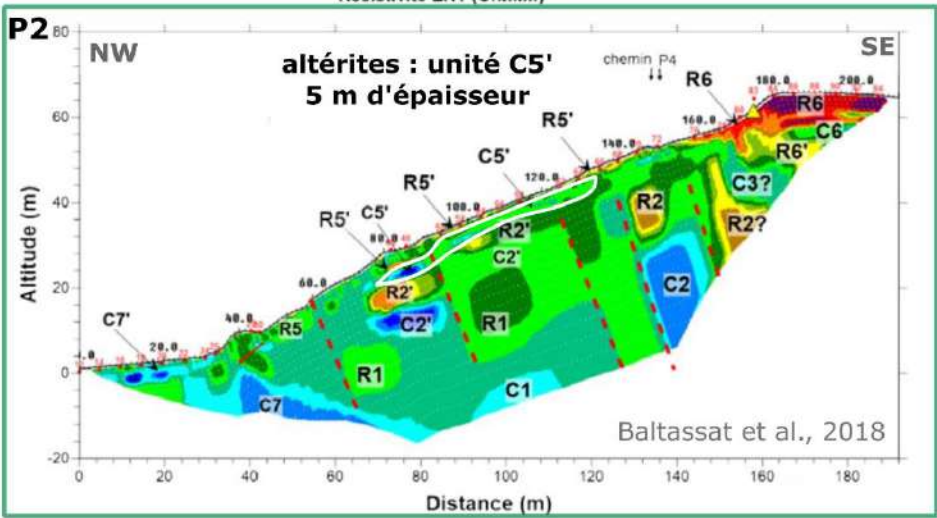 P2
NW
SE
altérites : unité C5'
5 m d'épaisseur
chemin P4
R6
180.0
200.0
R6
C6
R6'
C3?
R2?
160.0
R5'
140.0
C5'
120.0
R5'
100.0
R5'
C5'
80.0
R2
R2'
C2'
R2'
C2'
C2
60.0
C7'
20.0
40.0
R5
R1
R1
C1
C7
Baltassat et al., 2018
Altitude (m)
80
60
40
20
0
-20
0 20 40 60 80 100 120 140 160 180
Distance (m)